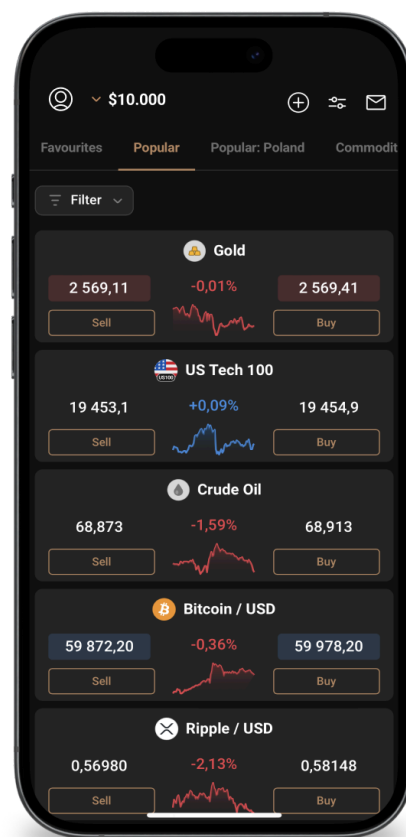 $10.000
Favourites Popular Popular: Poland Commodit
Filter
Gold
2 569,11 -0,01% 2 569,41
Sell Buy
US100 US Tech 100
19 453,1 +0,09% 19 454,9
Sell Buy
Crude Oil
68,873 -1,59% 68,913
Sell Buy
Bitcoin / USD
59 872,20 -0,36% 59 978,20
Sell Buy
Ripple / USD
0,56980 -2,13% 0,58148
Sell Buy